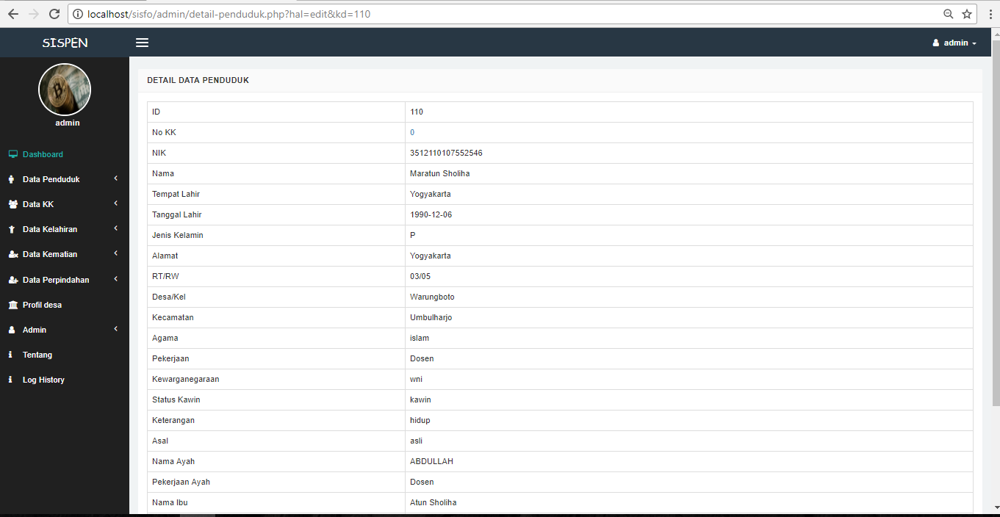 localhost/sisfo/admin/detail-penduduk.php?hal=edit&kd=110
SISPEN
admin
admin
Dashboard
Data Penduduk
Data KK
Data Kelahiran
Data Kematian
Data Perpindahan
Profil desa
Admin
Tentang
Log History
DETAIL DATA PENDUDUK
ID 110
No KK 0
NIK 3512110107552546
Nama Maratun Sholiha
Tempat Lahir Yogyakarta
Tanggal Lahir 1990-12-06
Jenis Kelamin P
Alamat Yogyakarta
RT/RW 03/05
Desa/Kel Warungboto
Kecamatan Umbulharjo
Agama islam
Pekerjaan Dosen
Kewarganegaraan wni
Status Kawin kawin
Keterangan hidup
Asal asli
Nama Ayah ABDULLAH
Pekerjaan Ayah Dosen
Nama Ibu Atun Sholiha